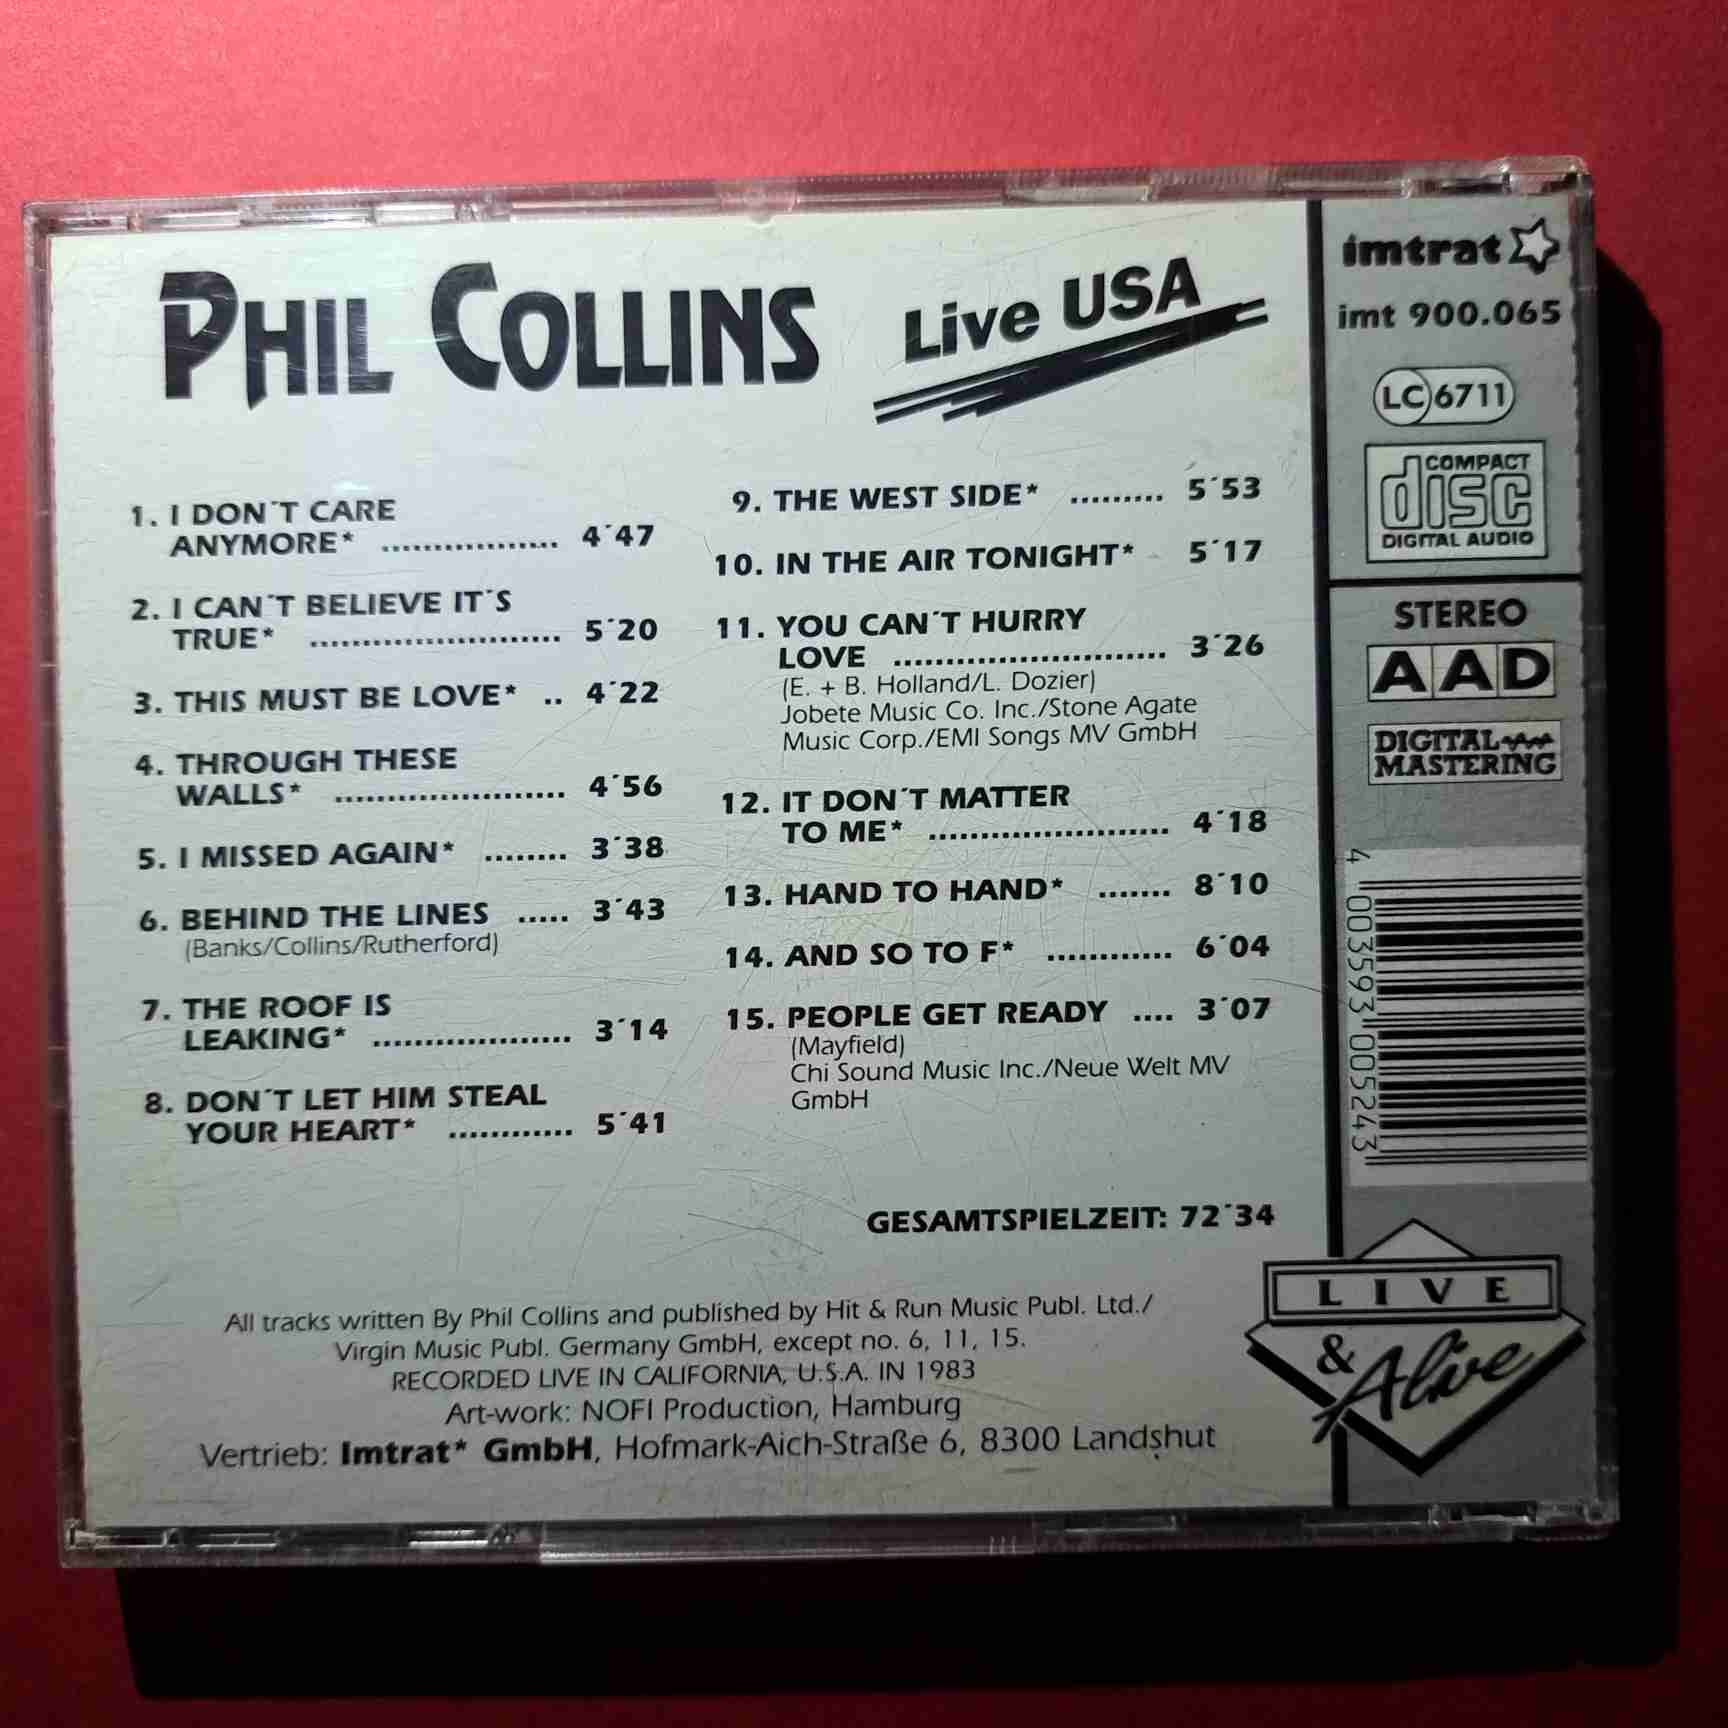 PHIL COLLINS
Live USA
1. I DON´T CARE
ANYMORE* ................. 4´47
2. I CAN´T BELIEVE IT´S
TRUE* ........................ 5´20
3. THIS MUST BE LOVE* .. 4´22
4. THROUGH THESE
WALLS* ...................... 4´56
5. I MISSED AGAIN* ........ 3´38
6. BEHIND THE LINES ..... 3´43
(Banks/Collins/Rutherford)
7. THE ROOF IS
LEAKING* ................... 3´14
8. DON´T LET HIM STEAL
YOUR HEART* ............ 5´41
9. THE WEST SIDE* ......... 5´53
10. IN THE AIR TONIGHT* 5´17
11. YOU CAN´T HURRY
LOVE .......................... 3´26
(E. + B. Holland/L. Dozier)
Jobete Music Co. Inc./Stone Agate
Music Corp./EMI Songs MV GmbH
12. IT DON´T MATTER
TO ME* ....................... 4´18
13. HAND TO HAND* ....... 8´10
14. AND SO TO F* ............ 6´04
15. PEOPLE GET READY .... 3´07
(Mayfield)
Chi Sound Music Inc./Neue Welt MV
GmbH
GESAMTSPIELZEIT: 72´34
All tracks written By Phil Collins and published by Hit & Run Music Publ. Ltd./
Virgin Music Publ. Germany GmbH, except no. 6, 11, 15.
RECORDED LIVE IN CALIFORNIA, U.S.A. IN 1983
Art-work: NOFI Production, Hamburg
Vertrieb: Imtrat* GmbH, Hofmark-Aich-Straße 6, 8300 Landshut
imtrat
imt 900.065
LC 6711
COMPACT
disc
DIGITAL AUDIO
STEREO
AAD
DIGITAL
MASTERING
4 003593 005243
LIVE
& Alive